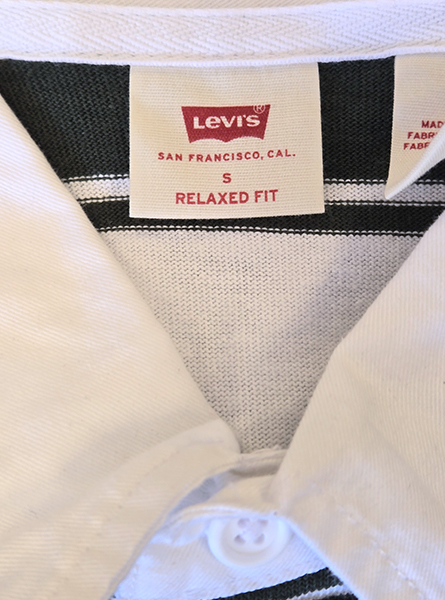 Levi's®
SAN FRANCISCO, CAL.
S
RELAXED FIT
MAD
FABR
FABE